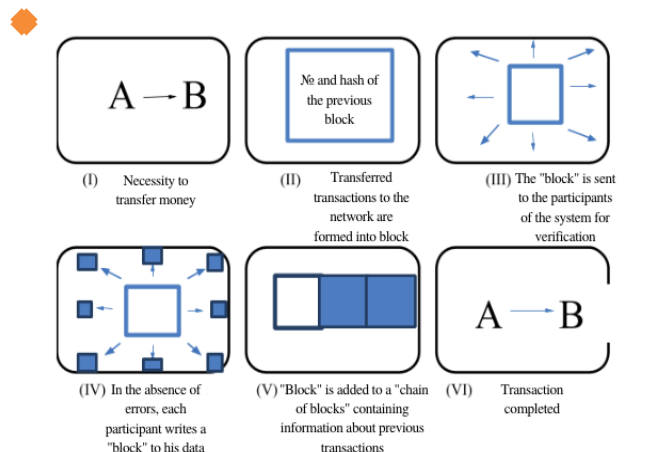 A → B
№ and hash of
the previous
block
(I) Necessity to
transfer money
(II) Transferred
transactions to the
network are
formed into block
(III) The "block" is sent
to the participants
of the system for
verification
(IV) In the absence of
errors, each
participant writes a
"block" to his data
(V) "Block" is added to a "chain
of blocks" containing
information about previous
transactions
A → B
(VI) Transaction
completed